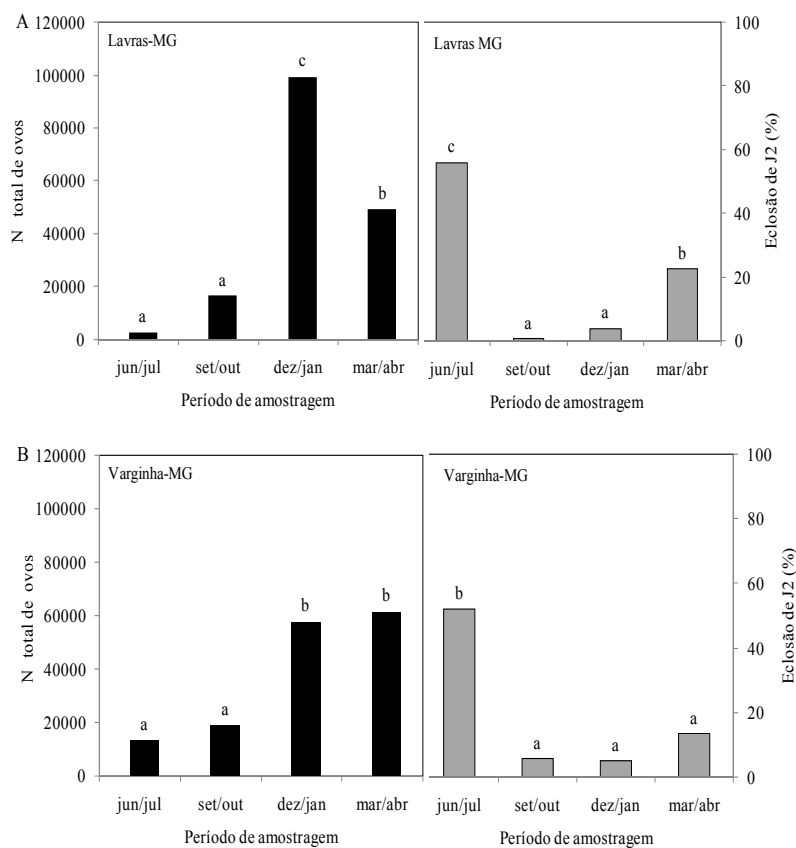 A
Lavras-MG
N total de ovos
120000
100000
80000
60000
40000
20000
0
a
a
c
b
jun/jul set/out dez/jan mar/abr
Período de amostragem
Lavras MG
Eclosão de J2 (%)
100
80
60
40
20
0
c
a
a
b
jun/jul set/out dez/jan mar/abr
Período de amostragem
B
Varginha-MG
N total de ovos
120000
100000
80000
60000
40000
20000
0
a
a
b
b
jun/jul set/out dez/jan mar/abr
Período de amostragem
Varginha-MG
Eclosão de J2 (%)
100
80
60
40
20
0
b
a
a
a
jun/jul set/out dez/jan mar/abr
Período de amostragem